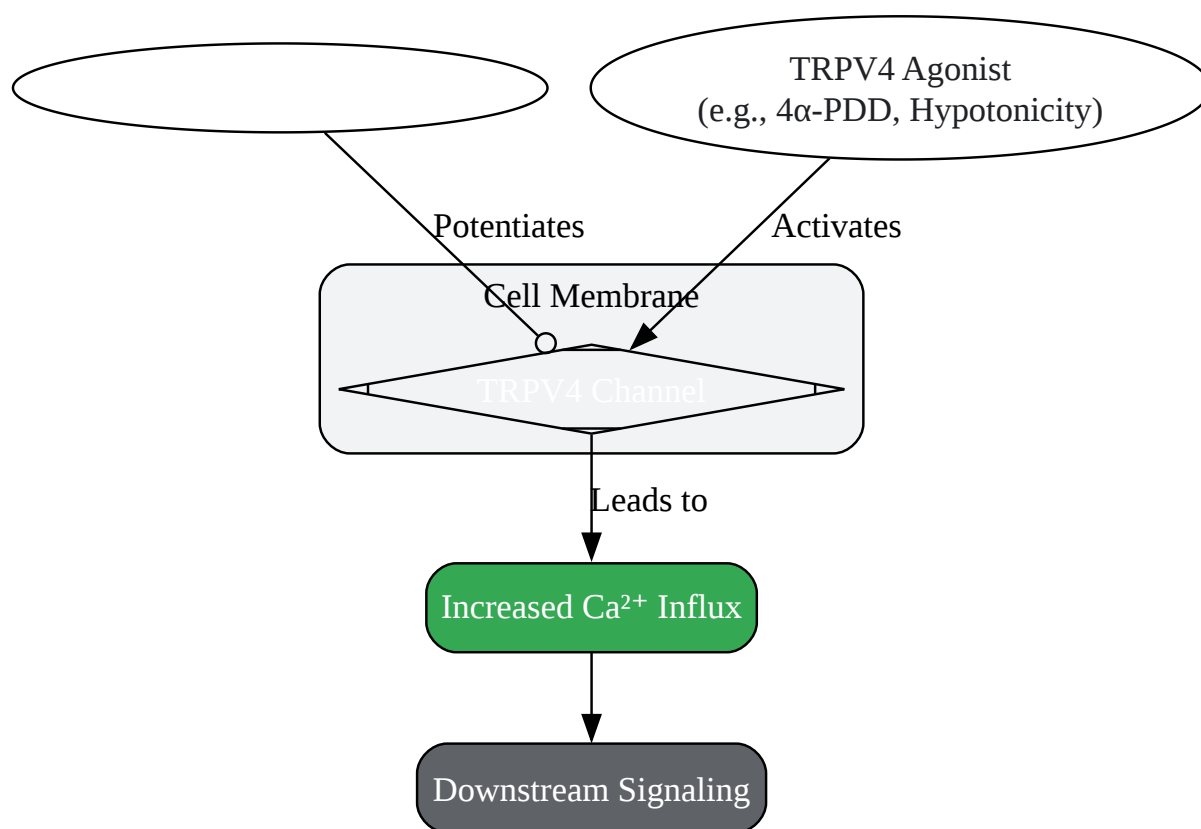 TRPV4 Agonist
(e.g., 4α-PDD, Hypotonicity)
Potentiates
Activates
Cell Membrane
TRPV4 Channel
Leads to
Increased Ca²⁺ Influx
Downstream Signaling